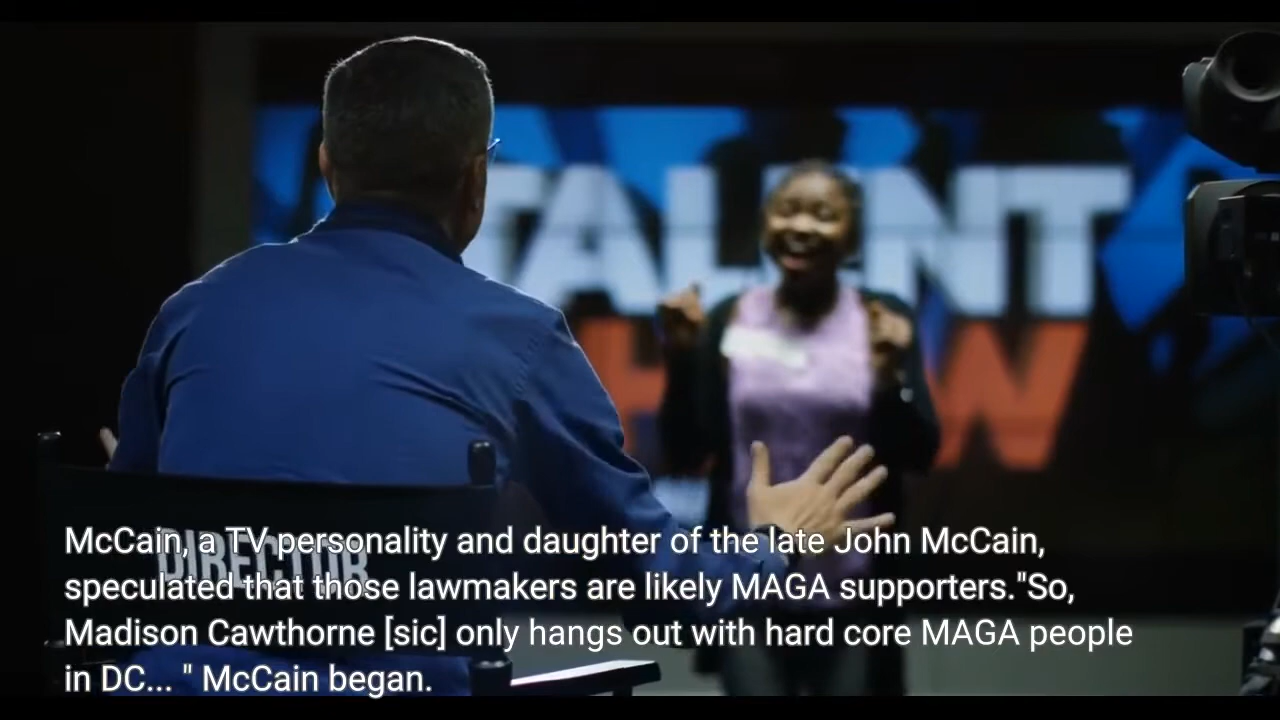 TALENT
SHOW
DIRECTOR
McCain, a TV personality and daughter of the late John McCain,
speculated that those lawmakers are likely MAGA supporters."So,
Madison Cawthorne [sic] only hangs out with hard core MAGA people
in DC... " McCain began.